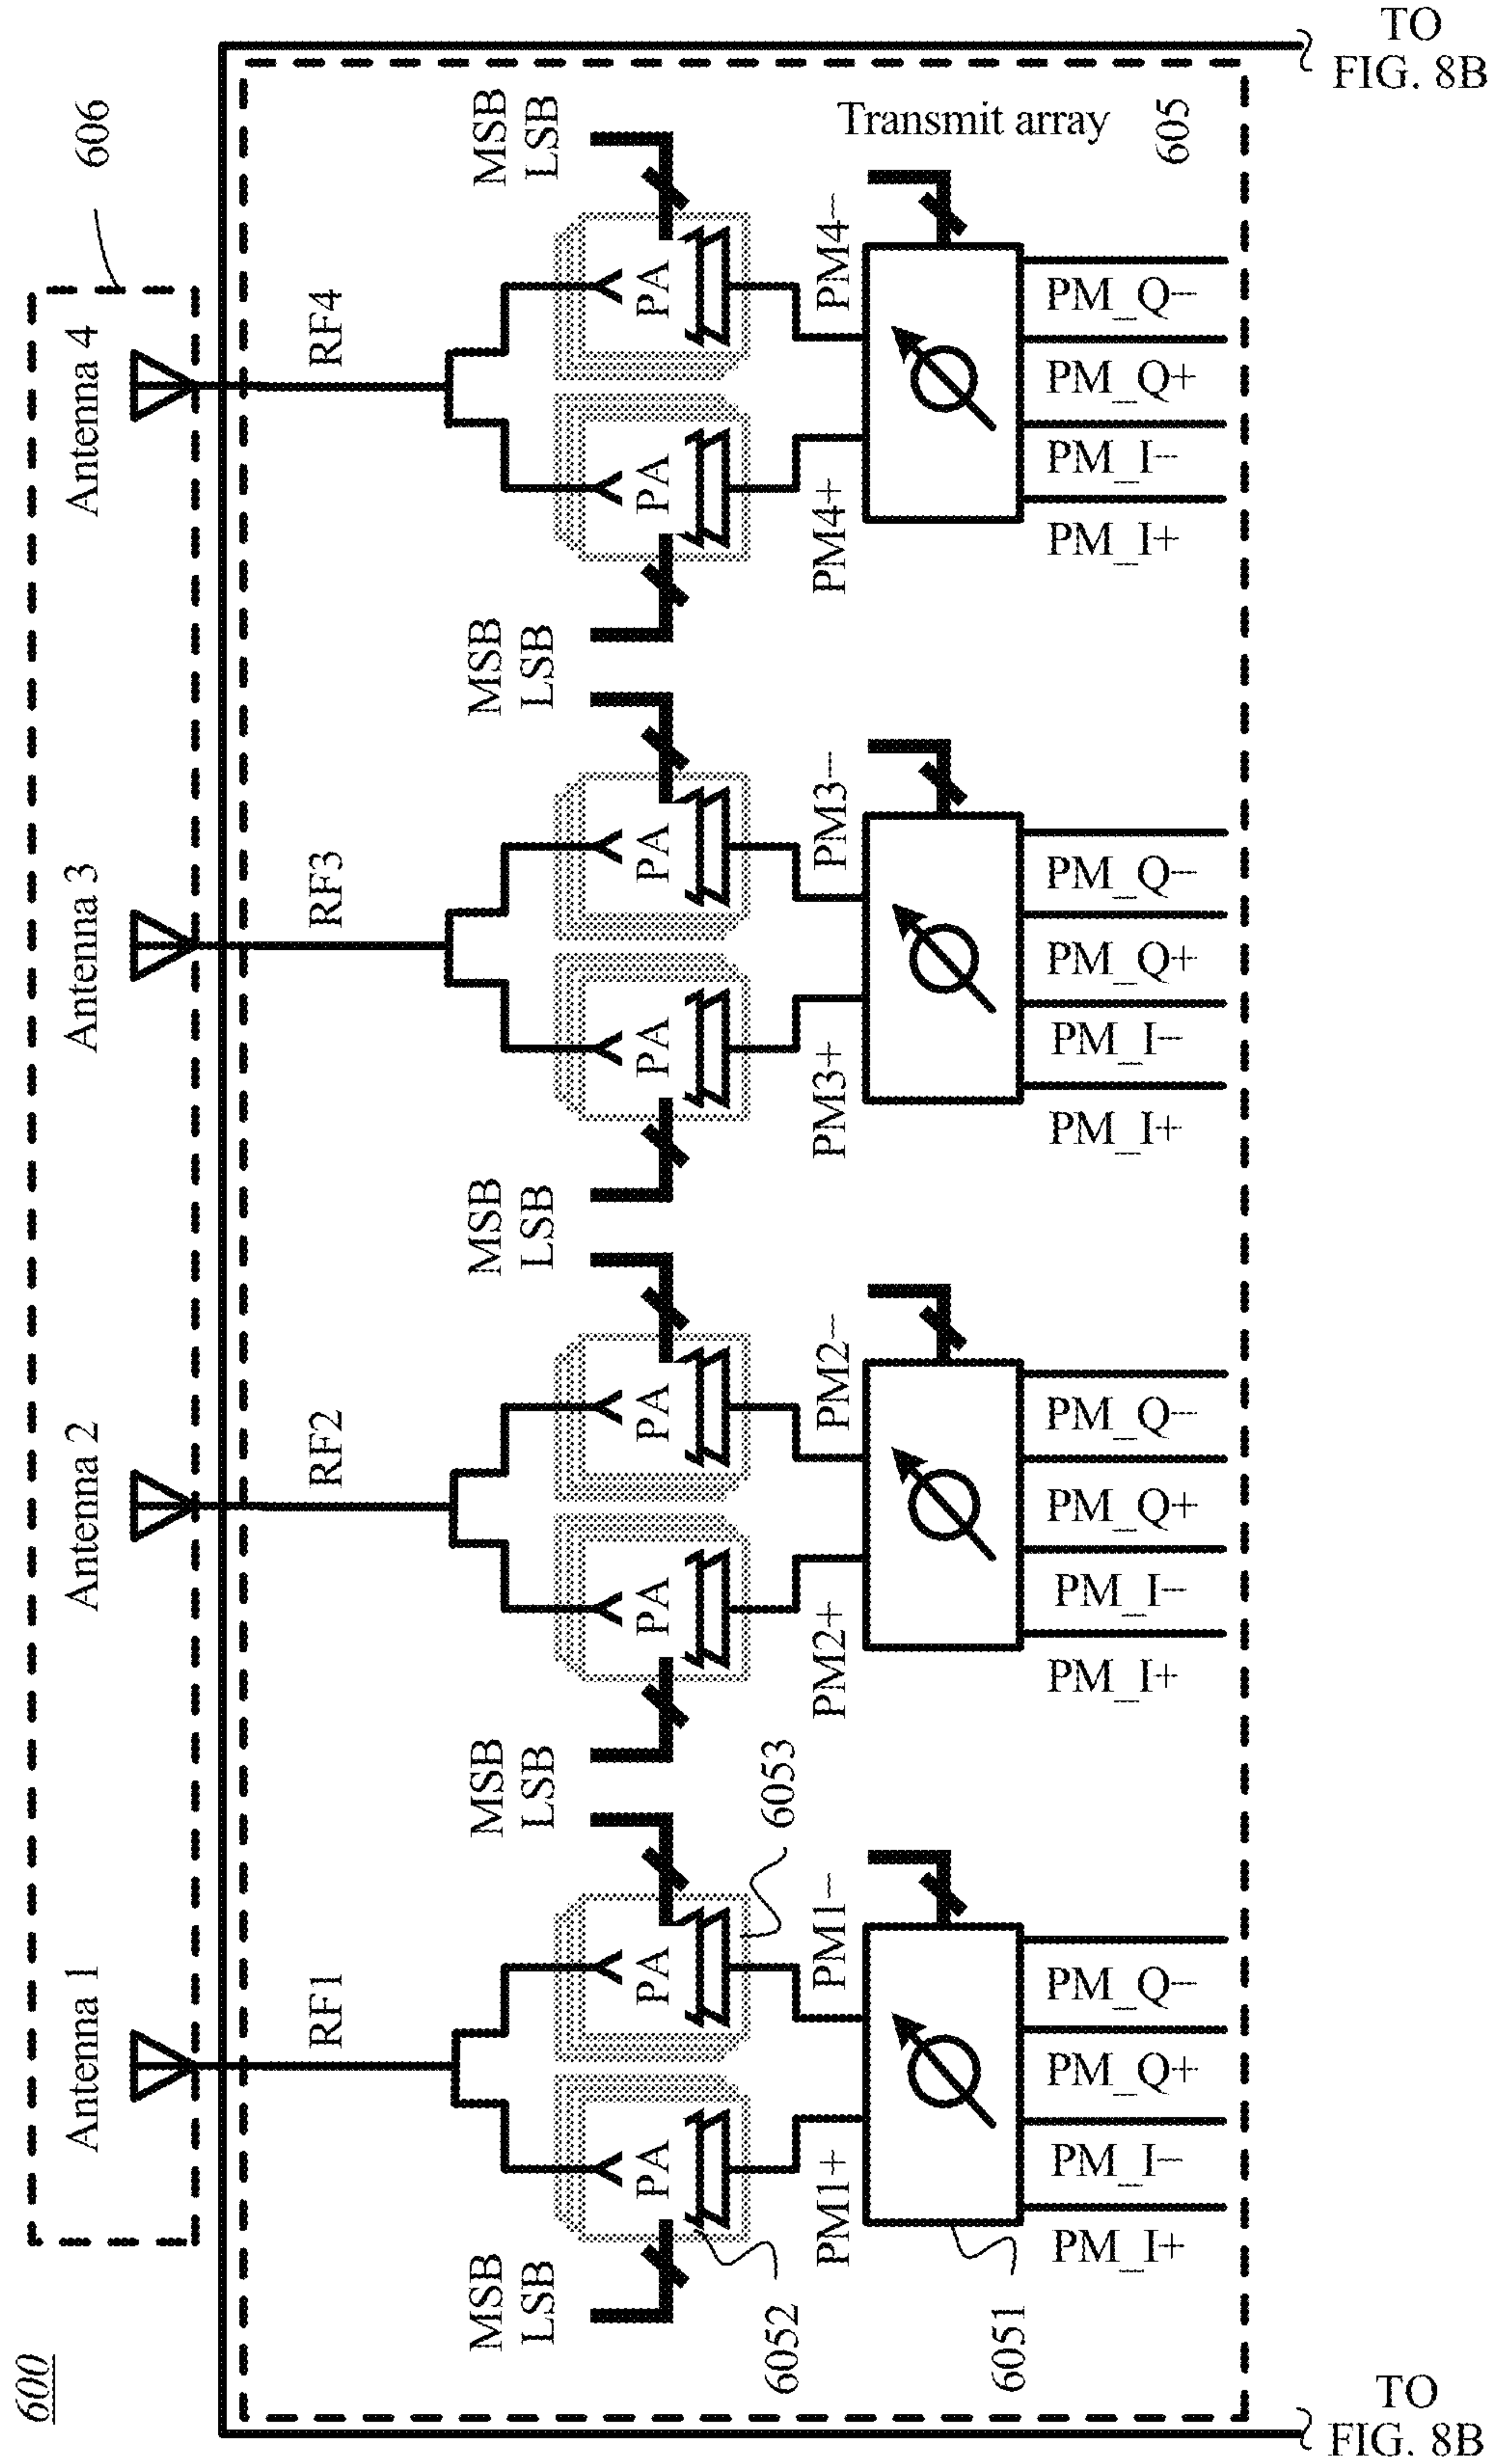 600
606
Antenna 1
Antenna 2
Antenna 3
Antenna 4
RF1
RF2
RF3
RF4
MSB
LSB
MSB
LSB
MSB
LSB
MSB
LSB
MSB
LSB
PA
PA
PA
PA
PA
PA
PA
PA
6052
6053
PM1+
PM1−
PM2+
PM2−
PM3+
PM3−
PM4+
PM4−
Transmit array
605
6051
PM_I+
PM_I−
PM_Q+
PM_Q−
PM_I+
PM_I−
PM_Q+
PM_Q−
PM_I+
PM_I−
PM_Q+
PM_Q−
PM_I+
PM_I−
PM_Q+
PM_Q−
TO
FIG. 8B
TO
FIG. 8B